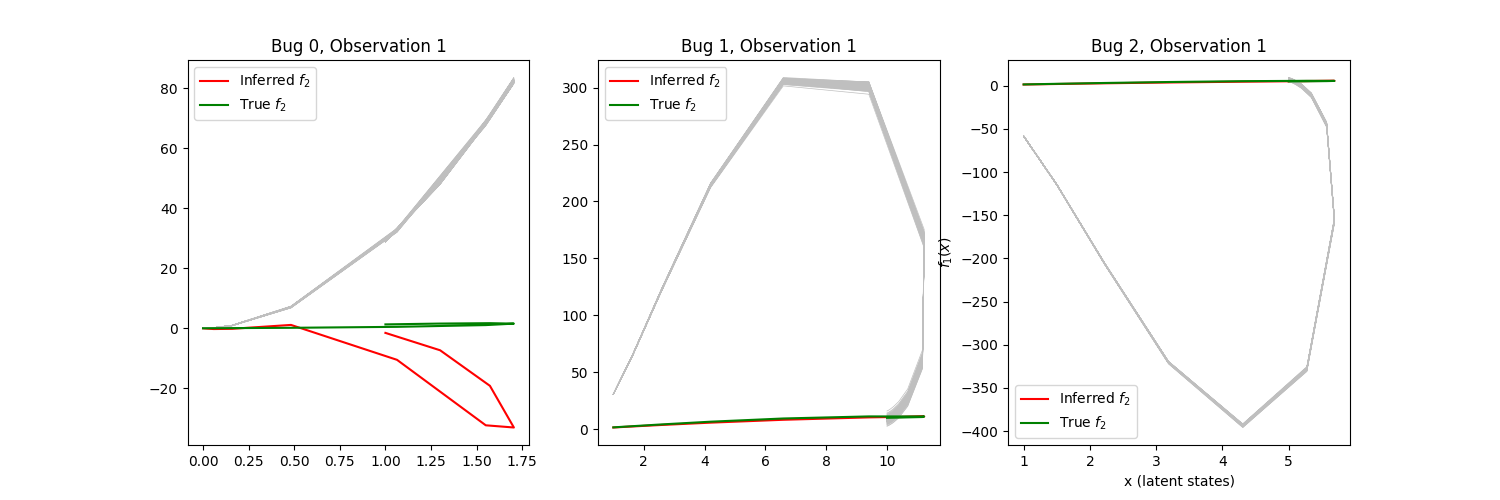 Bug 0, Observation 1
Inferred f₂
True f₂
80
60
40
20
0
−20
0.00 0.25 0.50 0.75 1.00 1.25 1.50 1.75
Bug 1, Observation 1
Inferred f₂
True f₂
300
250
200
150
100
50
0
2 4 6 8 10
Bug 2, Observation 1
f₁(x)
0
−50
−100
−150
−200
−250
−300
−350
−400
Inferred f₂
True f₂
1 2 3 4 5
x (latent states)